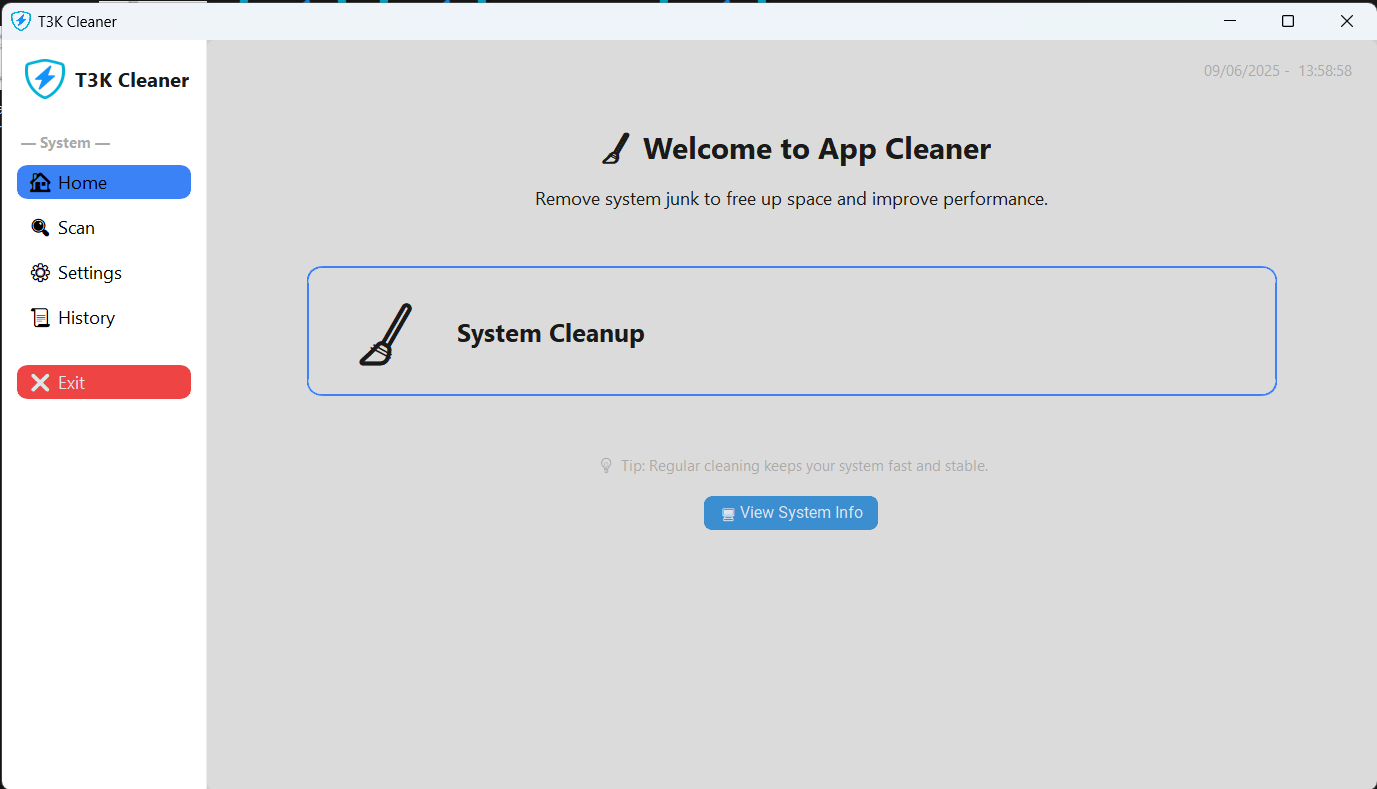 T3K Cleaner
T3K Cleaner
— System —
Home
Scan
Settings
History
Exit
09/06/2025 - 13:58:58
Welcome to App Cleaner
Remove system junk to free up space and improve performance.
System Cleanup
Tip: Regular cleaning keeps your system fast and stable.
View System Info